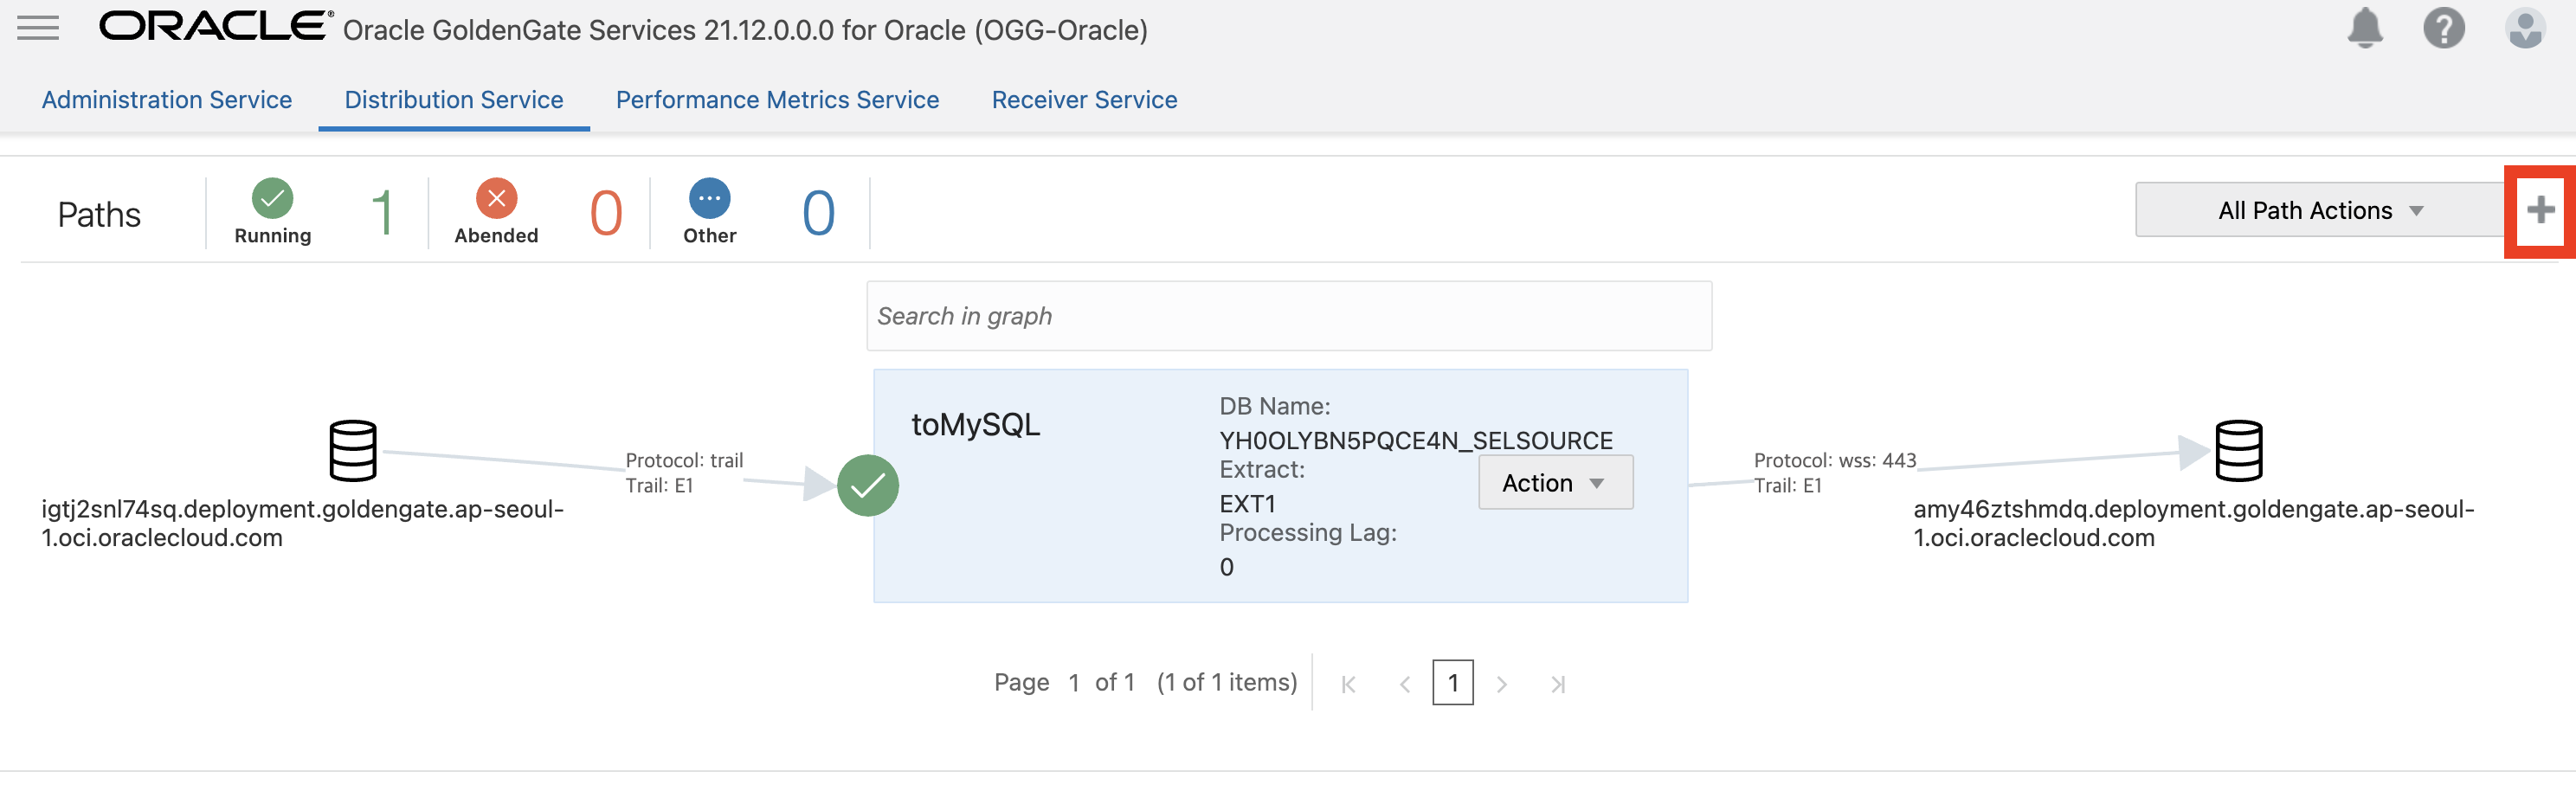 ORACLE® Oracle GoldenGate Services 21.12.0.0.0 for Oracle (OGG-Oracle)
Administration Service Distribution Service Performance Metrics Service Receiver Service
Paths
Running 1
Abended 0
Other 0
All Path Actions
Search in graph
igtj2snl74sq.deployment.goldengate.ap-seoul-
1.oci.oraclecloud.com
Protocol: trail
Trail: E1
toMySQL
DB Name:
YH0OLYBN5PQCE4N_SELSOURCE
Extract:
EXT1
Processing Lag:
0
Action
Protocol: wss: 443
Trail: E1
amy46ztshmdq.deployment.goldengate.ap-seoul-
1.oci.oraclecloud.com
Page 1 of 1 (1 of 1 items) 1